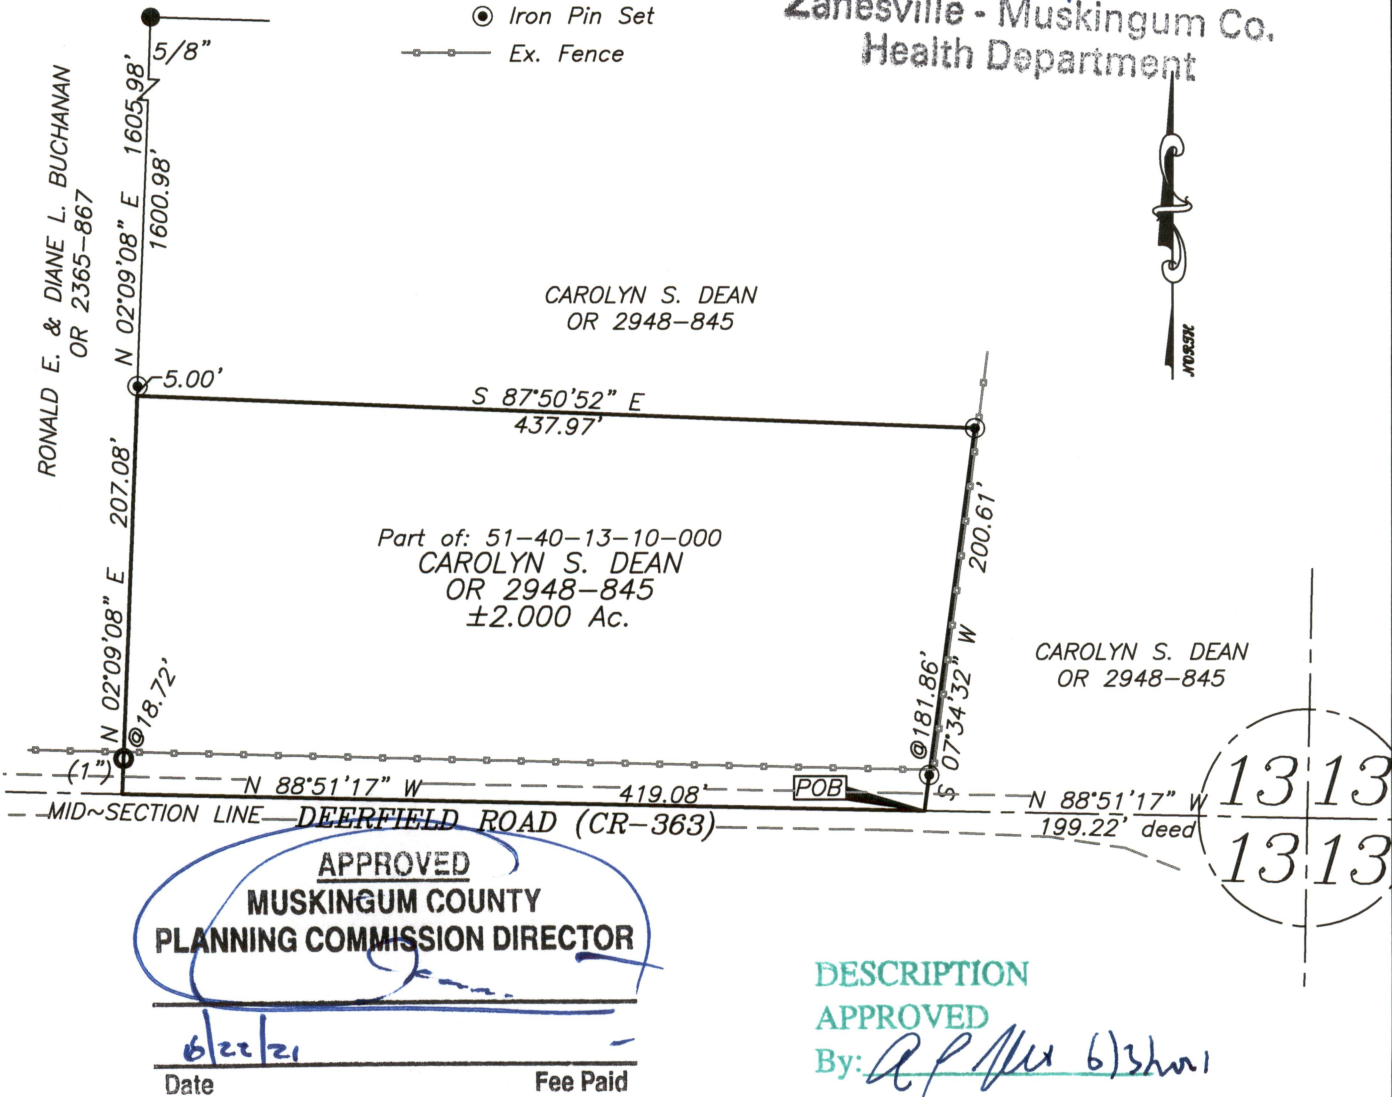 Zanesville - Muskingum Co.
Health Department
Iron Pin Set
Ex. Fence
5/8"
RONALD E. & DIANE L. BUCHANAN
OR 2365-867
N 02°09'08" E 1605.98'
1600.98'
NORTH
CAROLYN S. DEAN
OR 2948-845
5.00'
S 87°50'52" E
437.97'
N 02°09'08" E 207.08'
@18.72'
Part of: 51-40-13-10-000
CAROLYN S. DEAN
OR 2948-845
±2.000 Ac.
200.61'
S 07°34'32" W
@181.86'
CAROLYN S. DEAN
OR 2948-845
(1")
N 88°51'17" W
419.08'
POB
N 88°51'17" W
199.22' deed
13 13
13 13
MID~SECTION LINE
DEERFIELD ROAD (CR-363)
APPROVED
MUSKINGUM COUNTY
PLANNING COMMISSION DIRECTOR
6/22/21
Date
Fee Paid
DESCRIPTION
APPROVED
By: